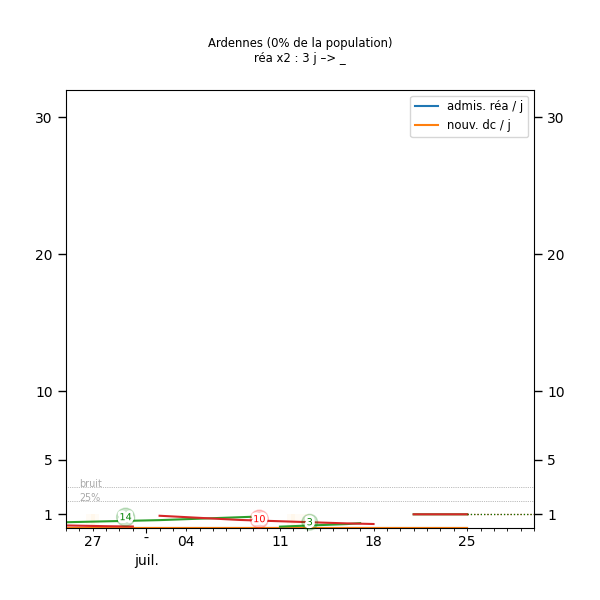 Ardennes (0% de la population)
réa x2 : 3 j –> _
admis. réa / j
nouv. dc / j
30 30
20 20
10 10
5 5
bruit
25%
1 14 10 3 1
27 - 04 11 18 25
juil.